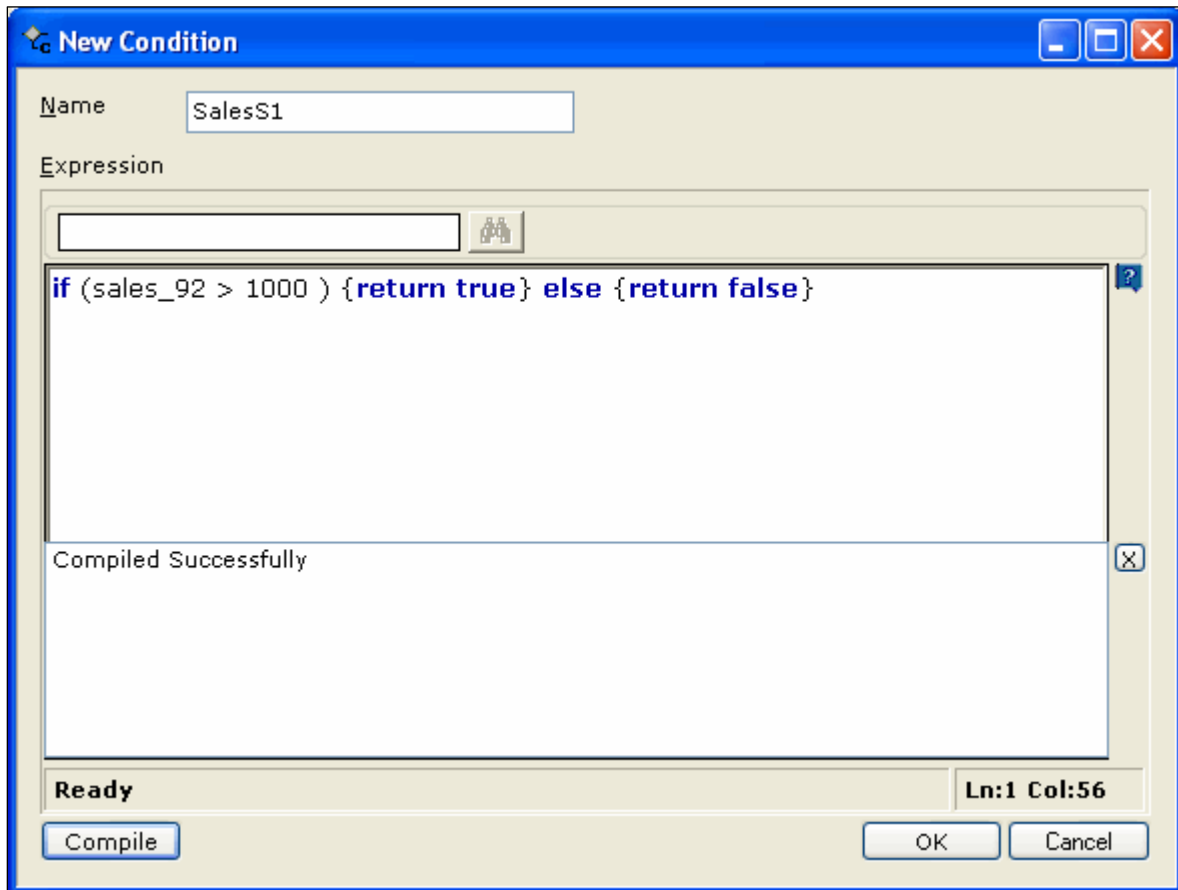 New Condition
Name SalesS1
Expression
if (sales_92 > 1000 ) {return true} else {return false}
?
Compiled Successfully
X
Ready Ln:1 Col:56
Compile OK Cancel